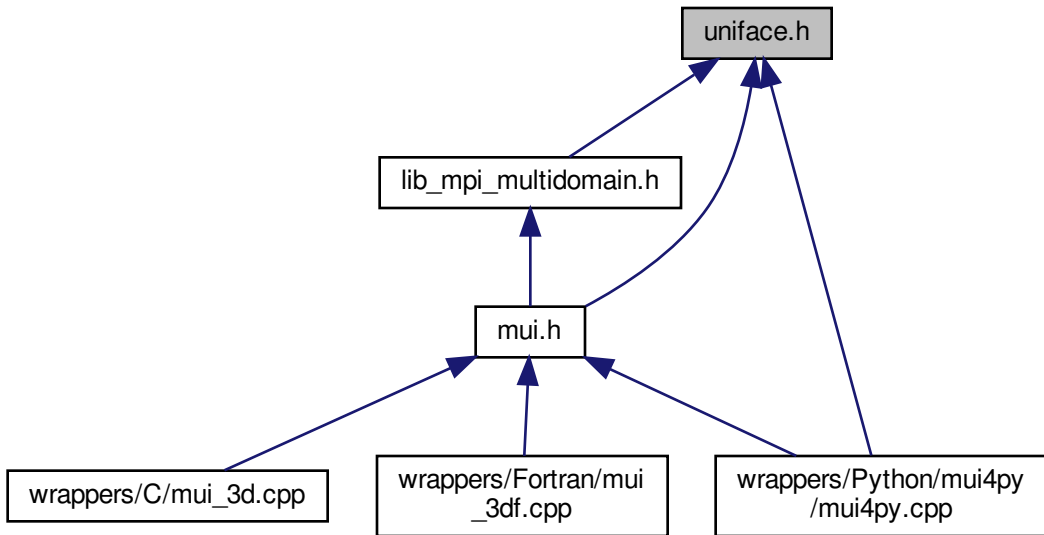 uniface.h
lib_mpi_multidomain.h
mui.h
wrappers/C/mui_3d.cpp
wrappers/Fortran/mui
_3df.cpp
wrappers/Python/mui4py
/mui4py.cpp